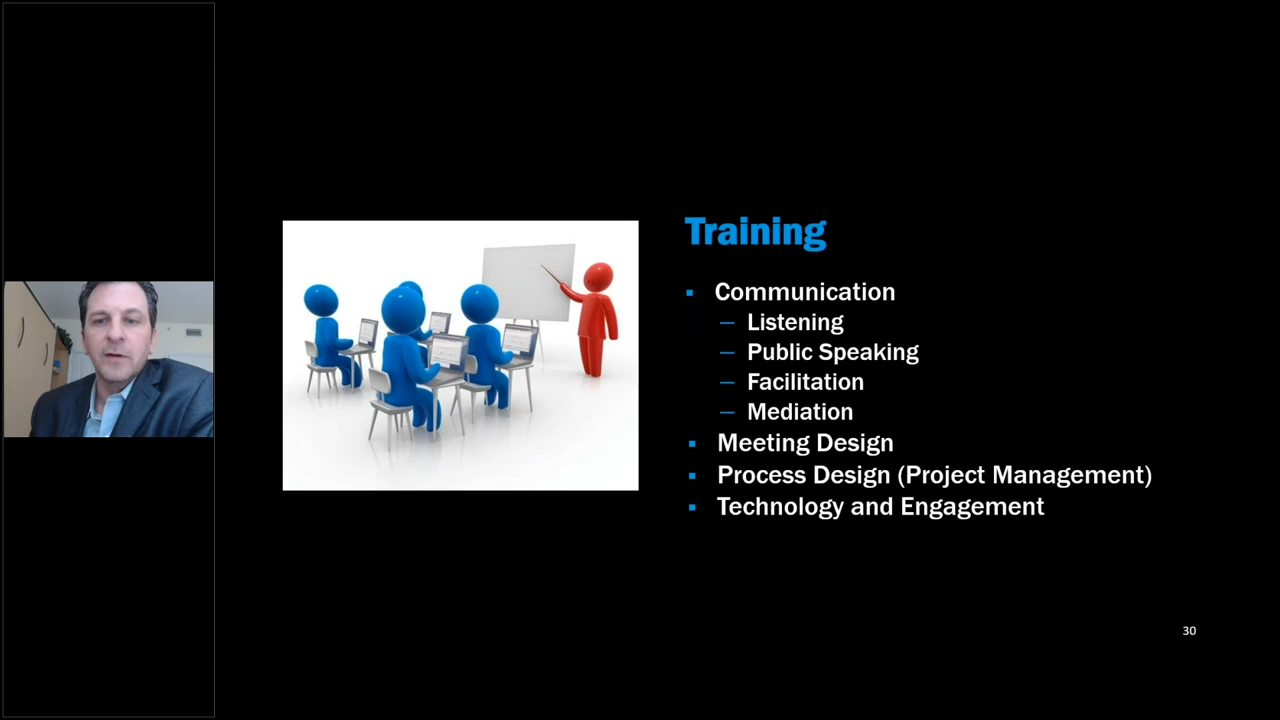 Training
▪ Communication
– Listening
– Public Speaking
– Facilitation
– Mediation
▪ Meeting Design
▪ Process Design (Project Management)
▪ Technology and Engagement
30